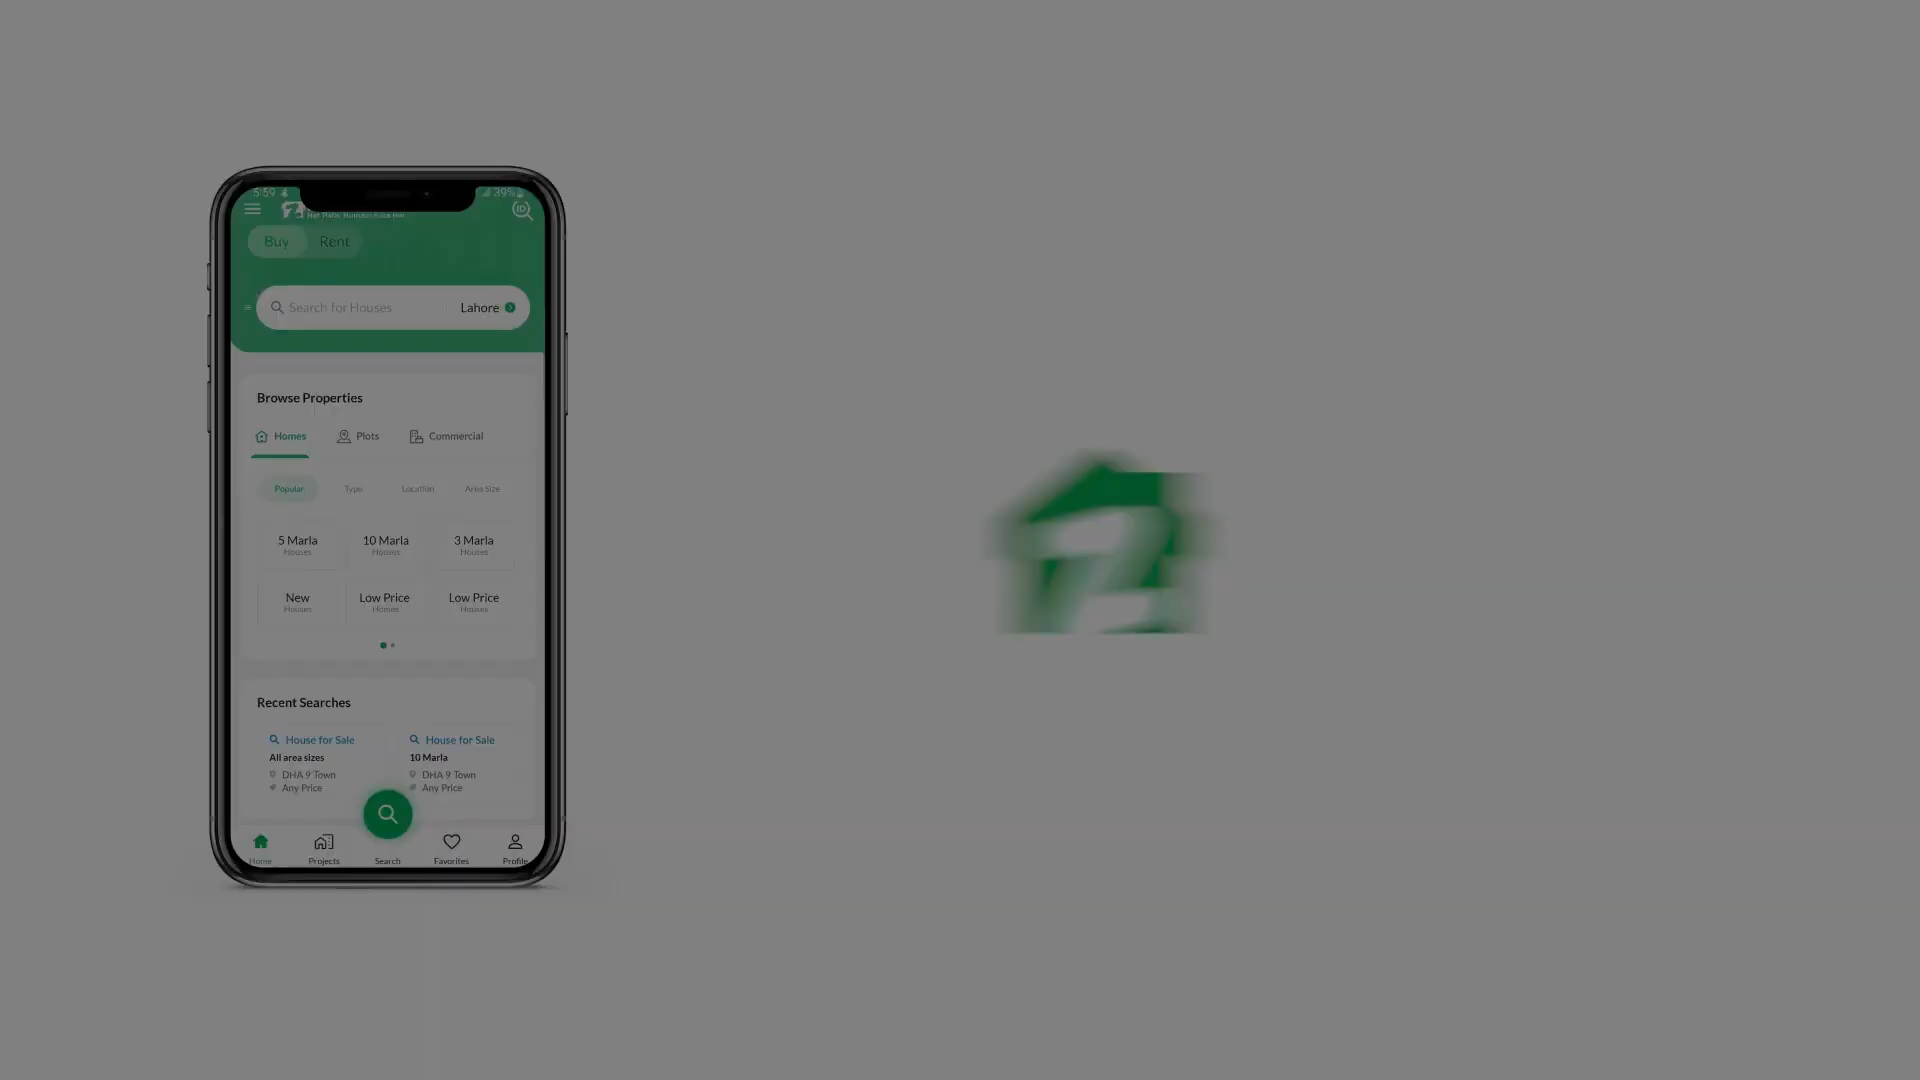 5:59
39%
Buy Rent
Search for Houses Lahore
Browse Properties
Homes Plots Commercial
Popular Type Location Area Size
5 Marla 10 Marla 3 Marla
Houses Houses Houses
New Low Price Low Price
Houses Homes Houses
Recent Searches
House for Sale House for Sale
All area sizes 10 Marla
DHA 9 Town DHA 9 Town
Any Price Any Price
Home Projects Search Favorites Profile